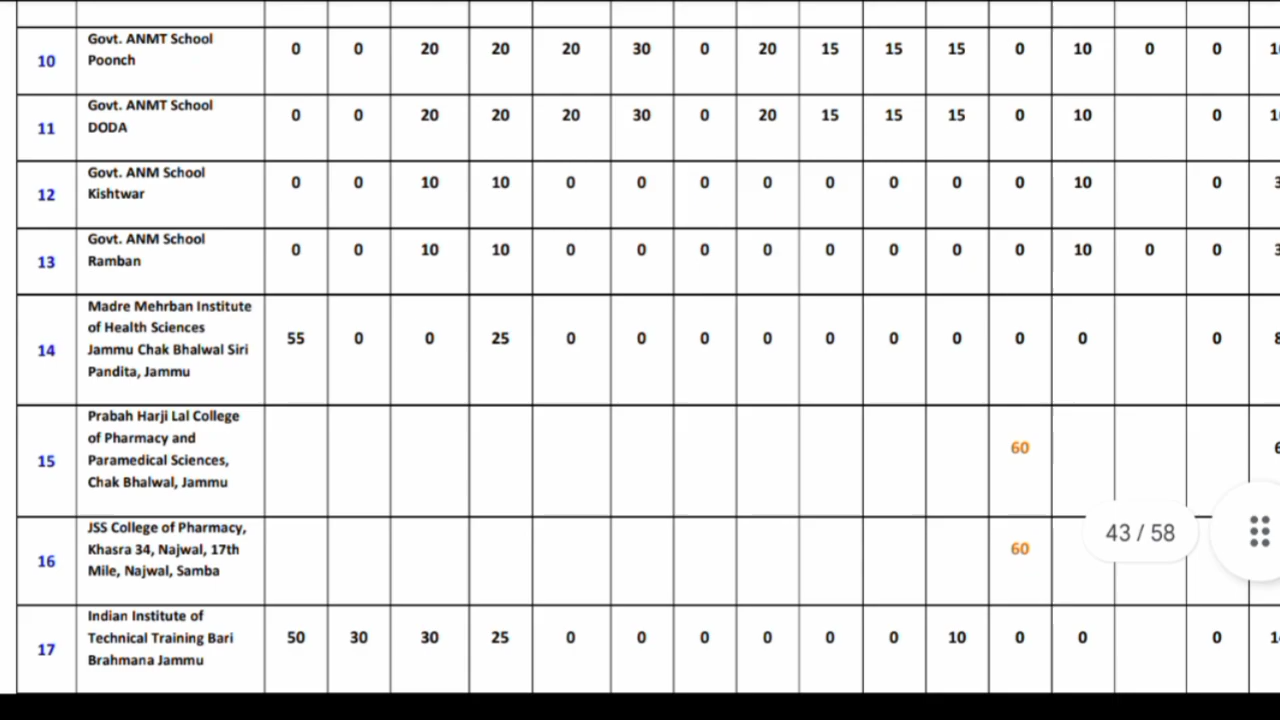 10 Govt. ANMT School Poonch 0 0 20 20 20 30 0 20 15 15 15 0 10 0 0
11 Govt. ANMT School DODA 0 0 20 20 20 30 0 20 15 15 15 0 10 0
12 Govt. ANM School Kishtwar 0 0 10 10 0 0 0 0 0 0 0 0 10 0
13 Govt. ANM School Ramban 0 0 10 10 0 0 0 0 0 0 0 0 10 0 0
14 Madre Mehrban Institute of Health Sciences Jammu Chak Bhalwal Siri Pandita, Jammu 55 0 0 25 0 0 0 0 0 0 0 0 0 0
15 Prabah Harji Lal College of Pharmacy and Paramedical Sciences, Chak Bhalwal, Jammu 60
16 JSS College of Pharmacy, Khasra 34, Najwal, 17th Mile, Najwal, Samba 60
43 / 58
17 Indian Institute of Technical Training Bari Brahmana Jammu 50 30 30 25 0 0 0 0 0 0 10 0 0 0